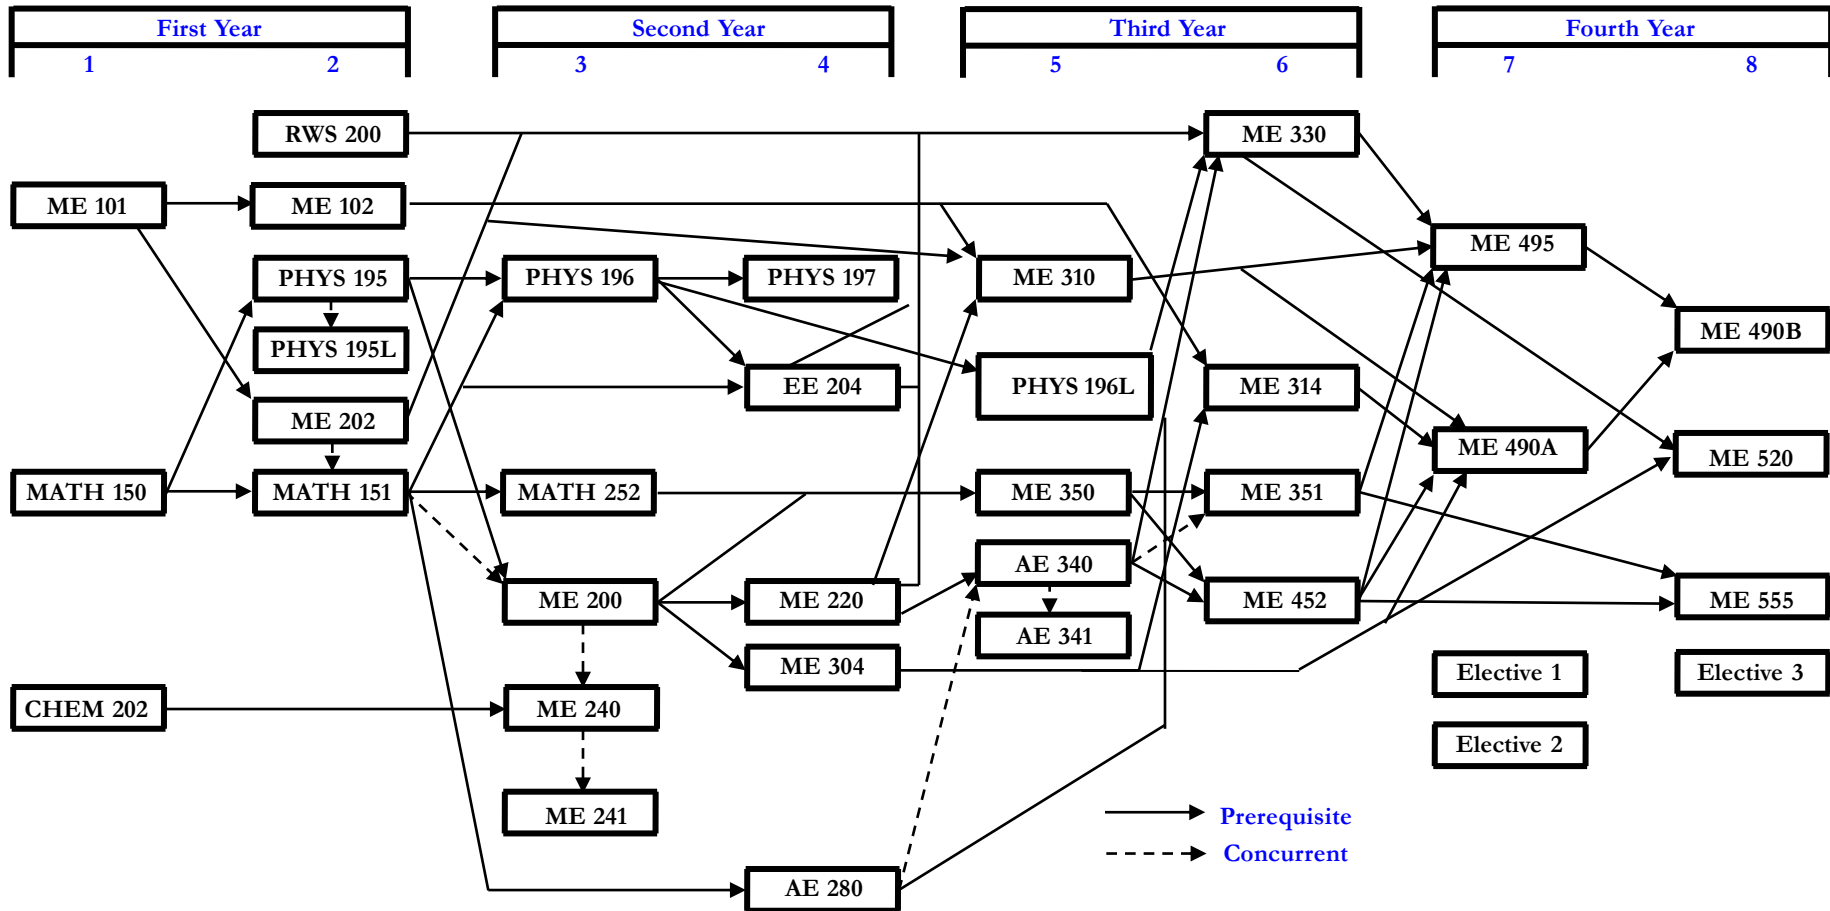 First Year
Second Year
Third Year
Fourth Year
1
2
3
4
5
6
7
8
RWS 200
ME 330
ME 101
ME 102
ME 495
PHYS 195
PHYS 196
PHYS 197
ME 310
PHYS 195L
ME 490B
EE 204
PHYS 196L
ME 314
ME 202
ME 490A
ME 520
MATH 150
MATH 151
MATH 252
ME 350
ME 351
AE 340
ME 200
ME 220
ME 452
ME 555
AE 341
ME 304
Elective 1
Elective 3
CHEM 202
ME 240
Elective 2
ME 241
Prerequisite
Concurrent
AE 280